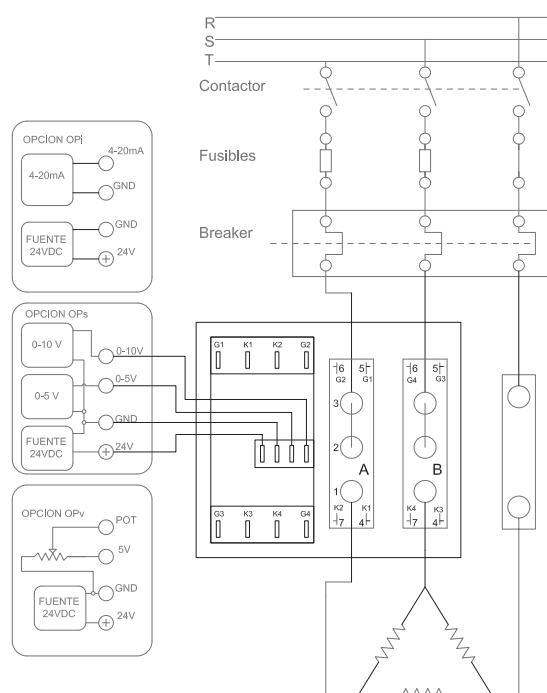 R
S
T
Contactor
Fusibles
Breaker
OPCION OPi
4-20mA
4-20mA
GND
GND
FUENTE
24VDC
24V
OPCION OPs
0-10 V
0-10V
0-5V
0-5 V
GND
FUENTE
24VDC
24V
OPCION OPv
POT
5V
GND
FUENTE
24VDC
24V
G1 K1 K2 G2
G3 K3 K4 G4
6 5
G2 G1
3
2
A
1
K2 K1
7 4
6 5
G4 G3
B
K4 K3
7 4